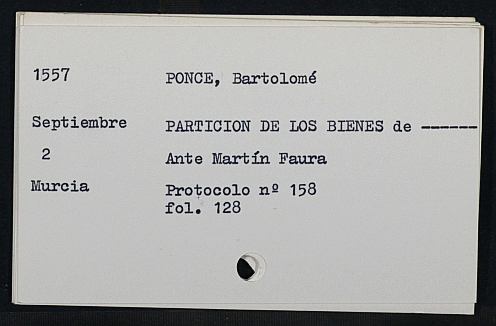 1557 PONCE, Bartolomé
Septiembre PARTICION DE LOS BIENES de ------
2 Ante Martín Faura
Murcia Protocolo nº 158
fol. 128